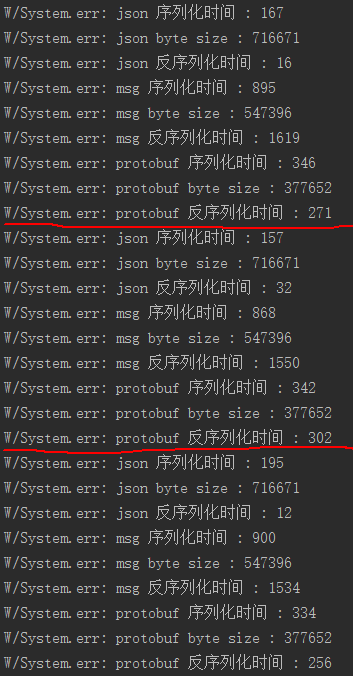 W/System.err: json 序列化时间 : 167
W/System.err: json byte size : 716671
W/System.err: json 反序列化时间 : 16
W/System.err: msg 序列化时间 : 895
W/System.err: msg byte size : 547396
W/System.err: msg 反序列化时间 : 1619
W/System.err: protobuf 序列化时间 : 346
W/System.err: protobuf byte size : 377652
W/System.err: protobuf 反序列化时间 : 271
W/System.err: json 序列化时间 : 157
W/System.err: json byte size : 716671
W/System.err: json 反序列化时间 : 32
W/System.err: msg 序列化时间 : 868
W/System.err: msg byte size : 547396
W/System.err: msg 反序列化时间 : 1550
W/System.err: protobuf 序列化时间 : 342
W/System.err: protobuf byte size : 377652
W/System.err: protobuf 反序列化时间 : 302
W/System.err: json 序列化时间 : 195
W/System.err: json byte size : 716671
W/System.err: json 反序列化时间 : 12
W/System.err: msg 序列化时间 : 900
W/System.err: msg byte size : 547396
W/System.err: msg 反序列化时间 : 1534
W/System.err: protobuf 序列化时间 : 334
W/System.err: protobuf byte size : 377652
W/System.err: protobuf 反序列化时间 : 256